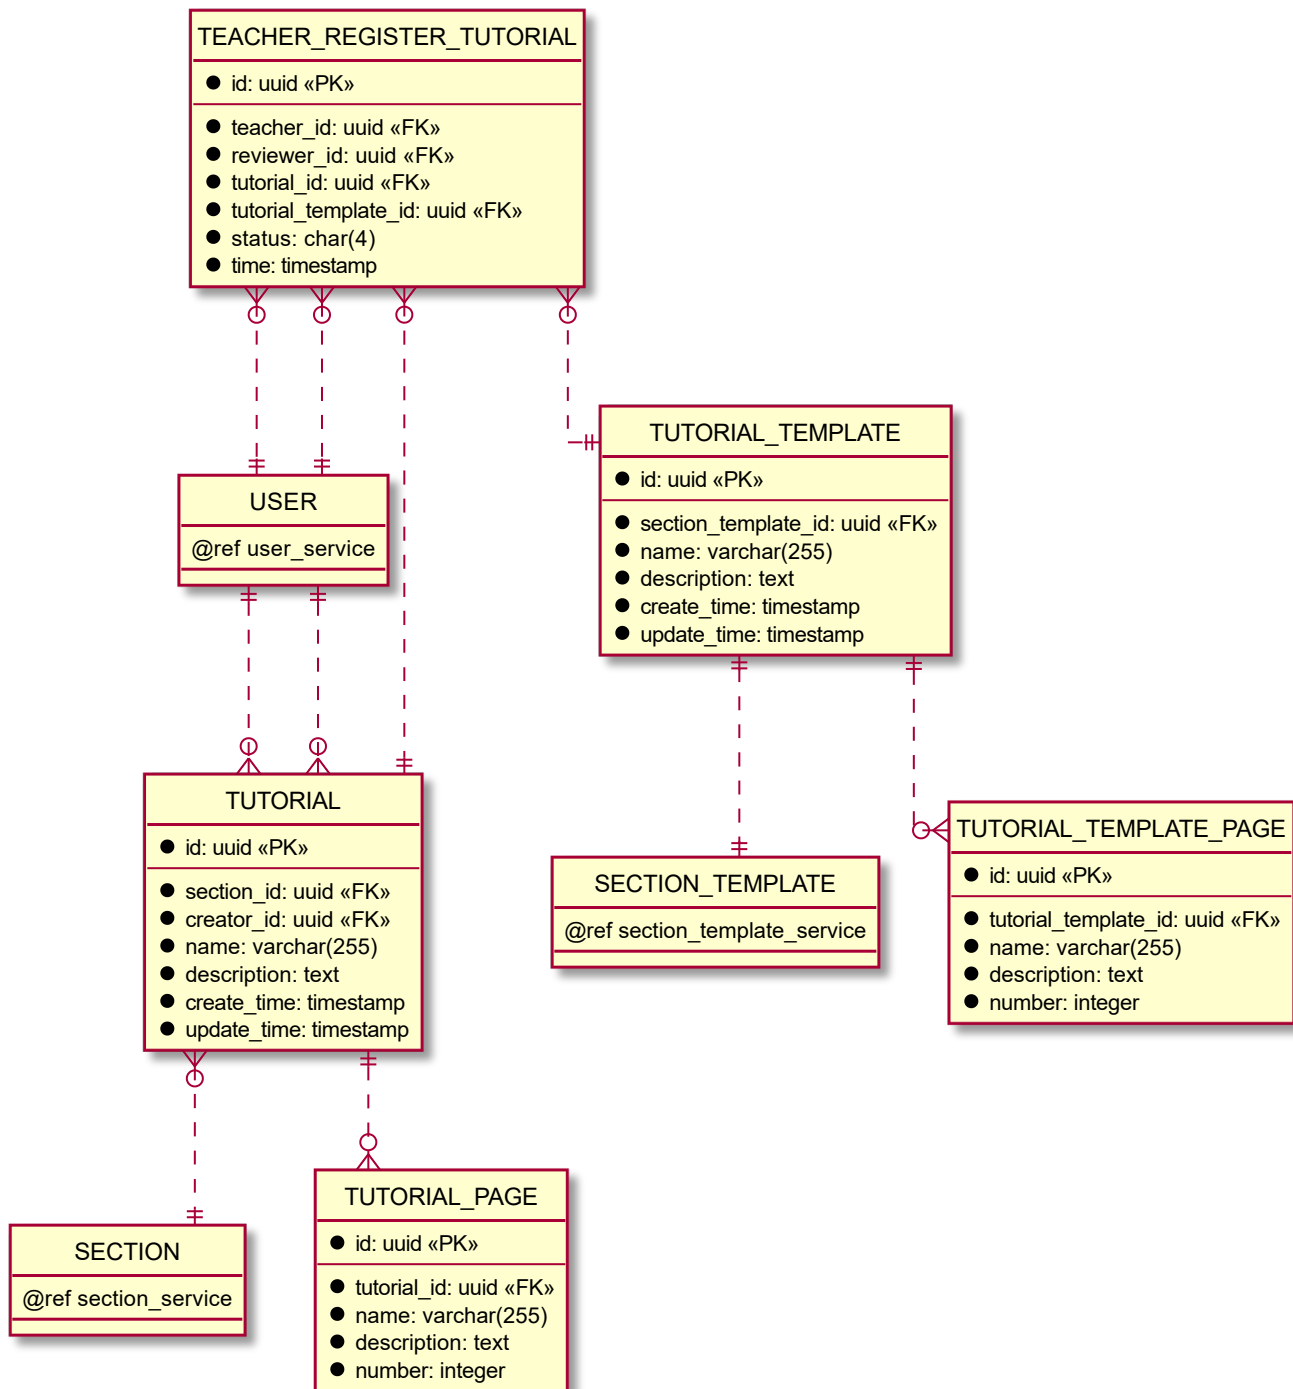 TEACHER_REGISTER_TUTORIAL
id: uuid «PK»
teacher_id: uuid «FK»
reviewer_id: uuid «FK»
tutorial_id: uuid «FK»
tutorial_template_id: uuid «FK»
status: char(4)
time: timestamp
TUTORIAL_TEMPLATE
id: uuid «PK»
section_template_id: uuid «FK»
name: varchar(255)
description: text
create_time: timestamp
update_time: timestamp
USER
@ref user_service
TUTORIAL
id: uuid «PK»
section_id: uuid «FK»
creator_id: uuid «FK»
name: varchar(255)
description: text
create_time: timestamp
update_time: timestamp
SECTION_TEMPLATE
@ref section_template_service
TUTORIAL_TEMPLATE_PAGE
id: uuid «PK»
tutorial_template_id: uuid «FK»
name: varchar(255)
description: text
number: integer
SECTION
@ref section_service
TUTORIAL_PAGE
id: uuid «PK»
tutorial_id: uuid «FK»
name: varchar(255)
description: text
number: integer